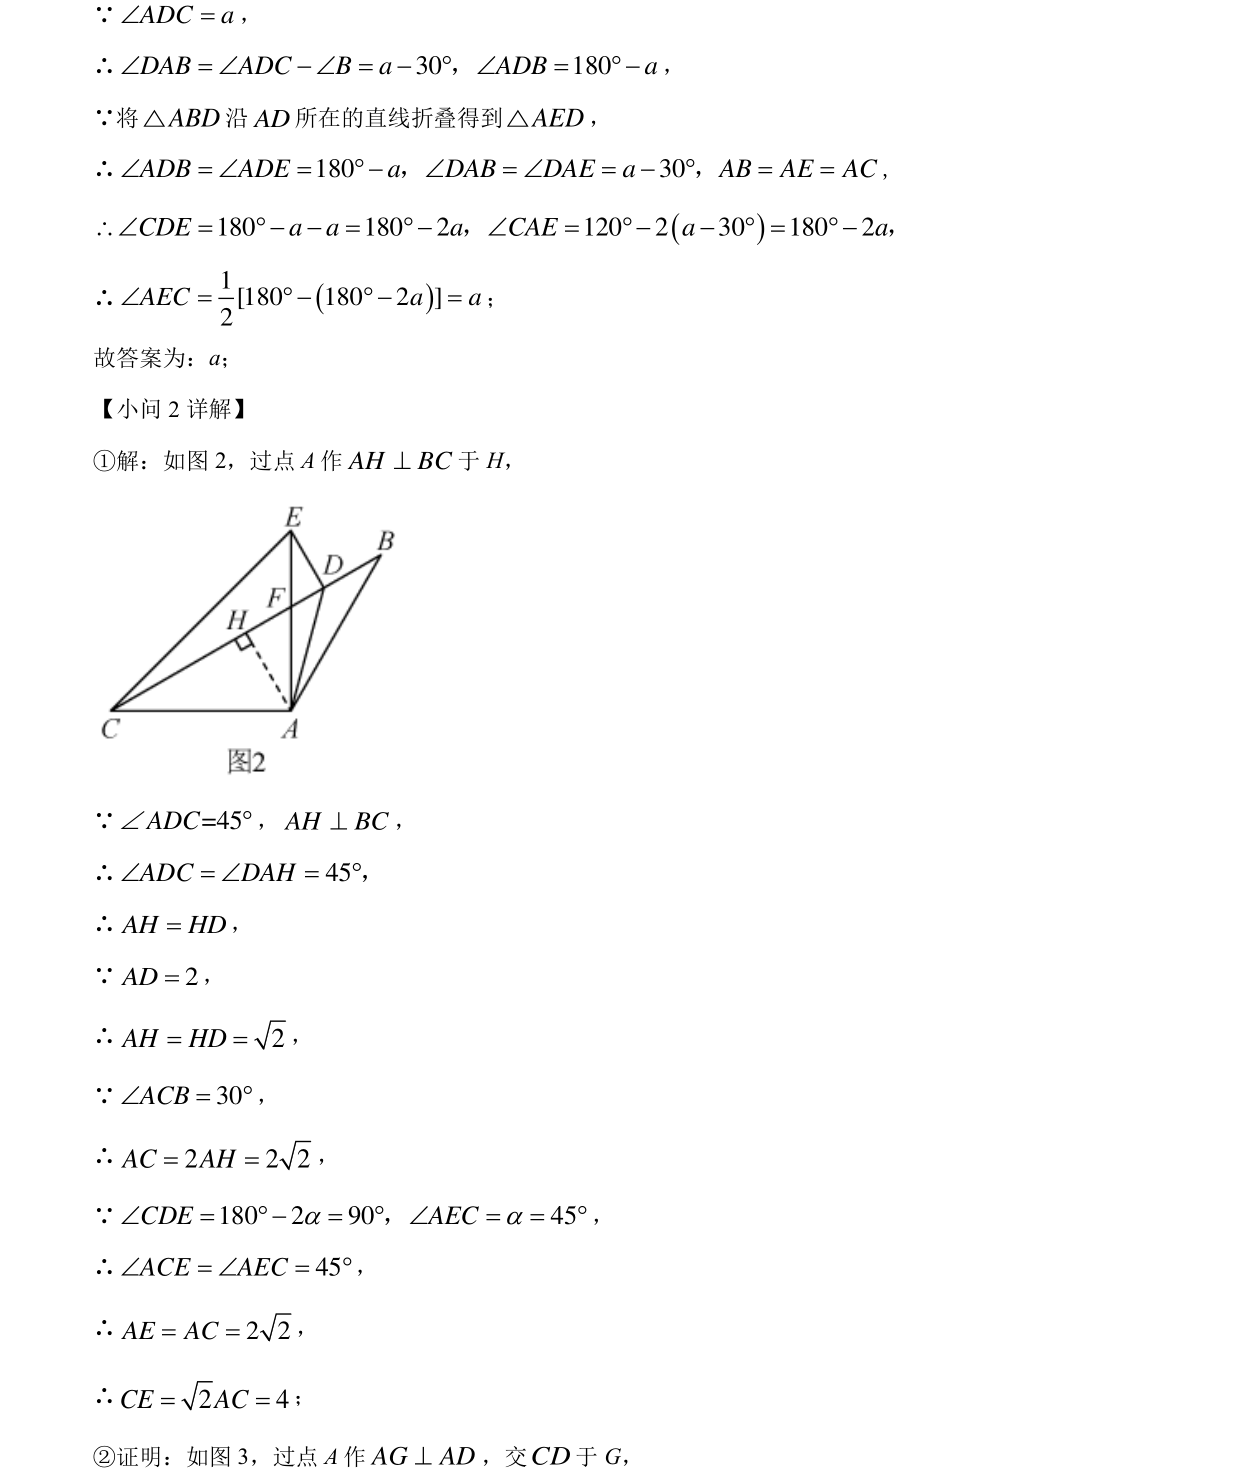 ∵∠ADC=a，
∴∠DAB=∠ADC−∠B=a−30°，∠ADB=180°−a，
∵将△ABD沿AD所在的直线折叠得到△AED，
∴∠ADB=∠ADE=180°−a，∠DAB=∠DAE=a−30°，AB=AE=AC，
∴∠CDE=180°−a−a=180°−2a，∠CAE=120°−2(a−30°)=180°−2a，
∴∠AEC=\frac{1}{2}[180°−(180°−2a)]=a；
故答案为：a；
【小问2详解】
①解：如图2，过点A作AH⊥BC于H，
E
B
D
F
H
C
A
图2
∵∠ADC=45°，AH⊥BC，
∴∠ADC=∠DAH=45°，
∴AH=HD，
∵AD=2，
∴AH=HD=√2，
∵∠ACB=30°，
∴AC=2AH=2√2，
∵∠CDE=180°−2α=90°，∠AEC=α=45°，
∴∠ACE=∠AEC=45°，
∴AE=AC=2√2，
∴CE=√2AC=4；
②证明：如图3，过点A作AG⊥AD，交CD于G，